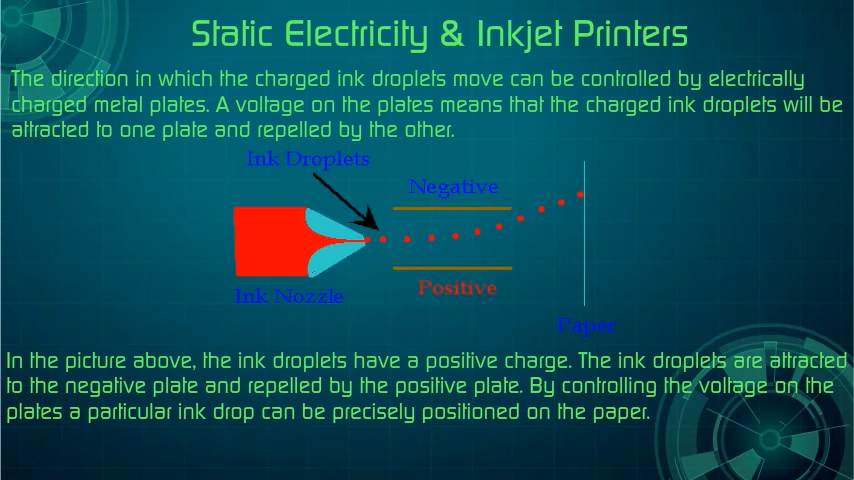 Static Electricity & Inkjet Printers
The direction in which the charged ink droplets move can be controlled by electrically
charged metal plates. A voltage on the plates means that the charged ink droplets will be
attracted to one plate and repelled by the other.
Ink Droplets
Negative
Positive
Ink Nozzle
Paper
In the picture above, the ink droplets have a positive charge. The ink droplets are attracted
to the negative plate and repelled by the positive plate. By controlling the voltage on the
plates a particular ink drop can be precisely positioned on the paper.